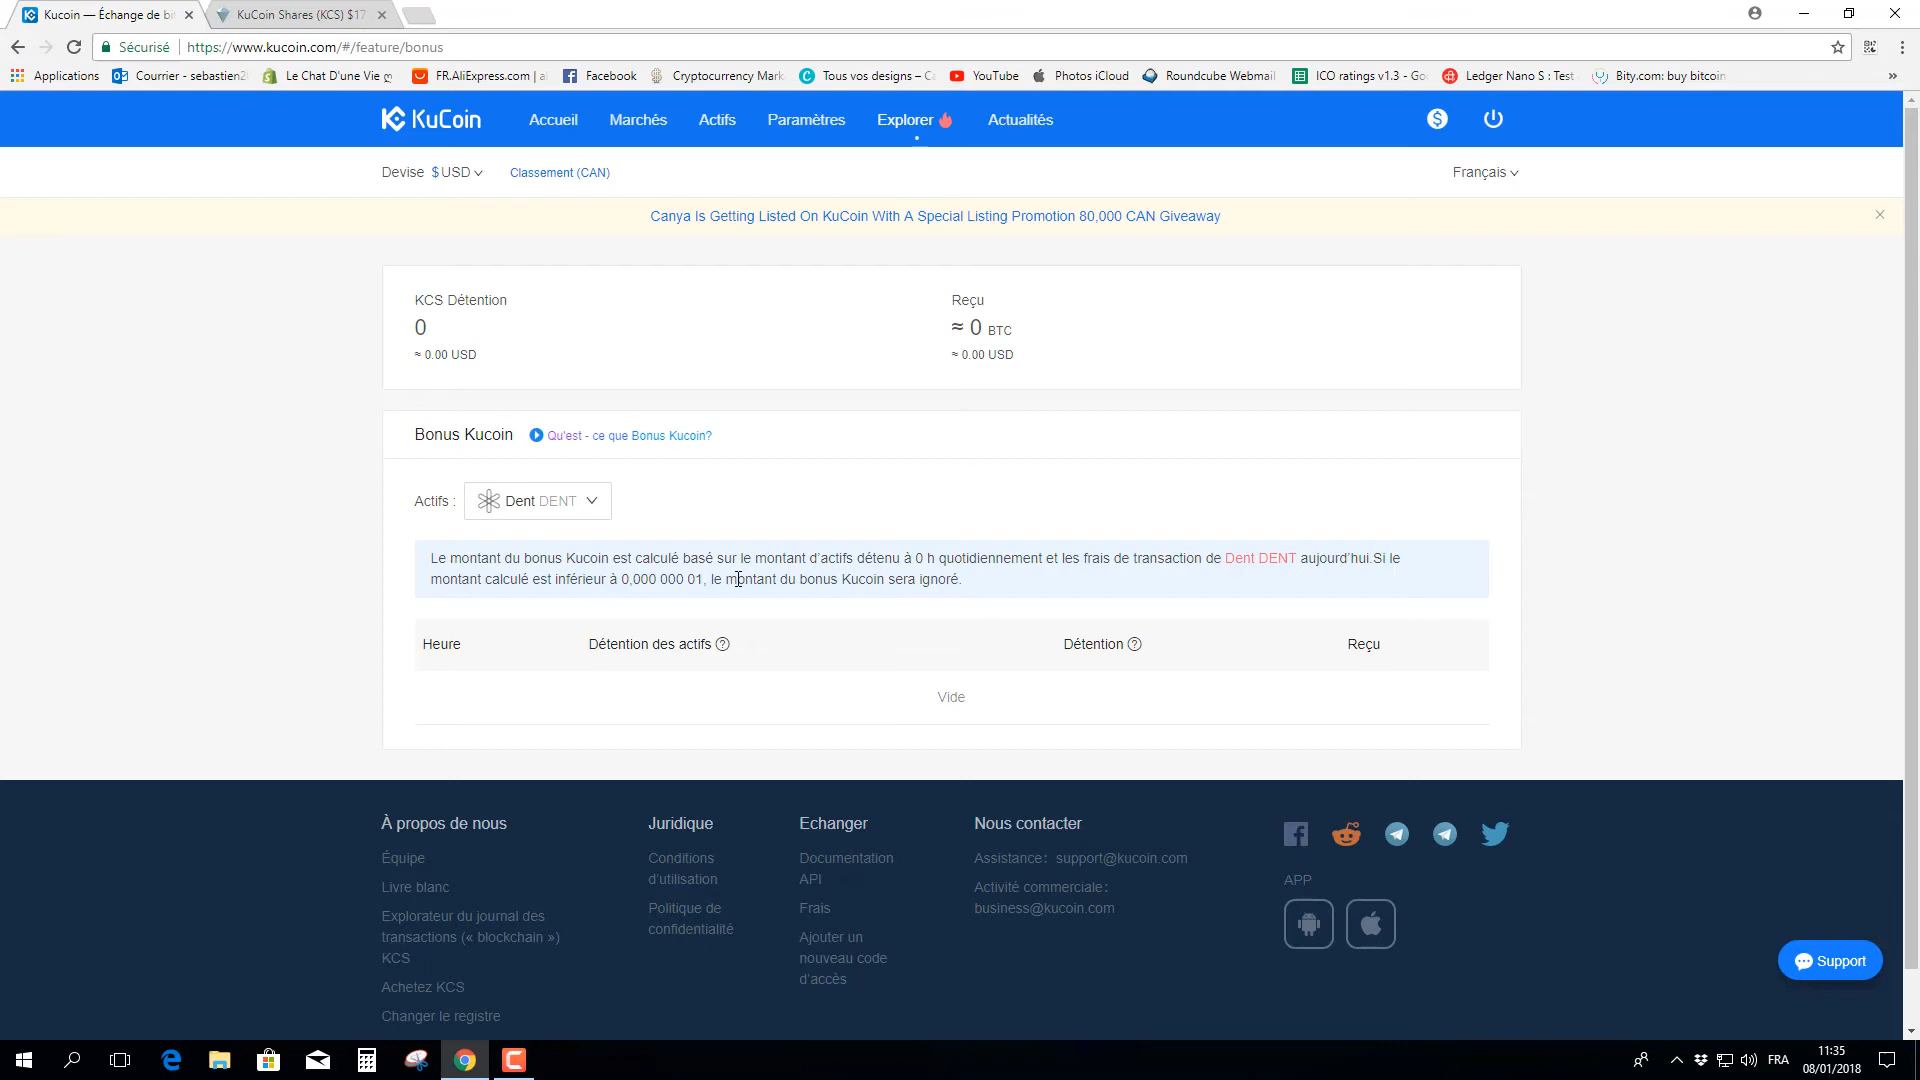 Kucoin — Échange de bi
KuCoin Shares (KCS) $17
Sécurisé
https://www.kucoin.com/#/feature/bonus
Applications
Courrier - sebastien2
Le Chat D'une Vie
FR.AliExpress.com | a
Facebook
Cryptocurrency Mark
Tous vos designs – C
YouTube
Photos iCloud
Roundcube Webmail
ICO ratings v1.3 - Go
Ledger Nano S : Test
Bity.com: buy bitcoin
»
KuCoin
Accueil
Marchés
Actifs
Paramètres
Explorer
Actualités
Devise $ USD
Classement (CAN)
Français
Canya Is Getting Listed On KuCoin With A Special Listing Promotion 80,000 CAN Giveaway
KCS Détention
0
≈ 0.00 USD
Reçu
≈ 0 BTC
≈ 0.00 USD
Bonus Kucoin
Qu'est - ce que Bonus Kucoin?
Actifs :
Dent DENT
Le montant du bonus Kucoin est calculé basé sur le montant d'actifs détenu à 0 h quotidiennement et les frais de transaction de Dent DENT aujourd'hui.Si le
montant calculé est inférieur à 0,000 000 01, le montant du bonus Kucoin sera ignoré.
Heure
Détention des actifs ?
Détention ?
Reçu
Vide
À propos de nous
Équipe
Livre blanc
Explorateur du journal des
transactions (« blockchain »)
KCS
Achetez KCS
Changer le registre
Juridique
Conditions
d'utilisation
Politique de
confidentialité
Echanger
Documentation
API
Frais
Ajouter un
nouveau code
d'accès
Nous contacter
Assistance: support@kucoin.com
Activité commerciale:
business@kucoin.com
APP
Support
FRA
11:35
08/01/2018